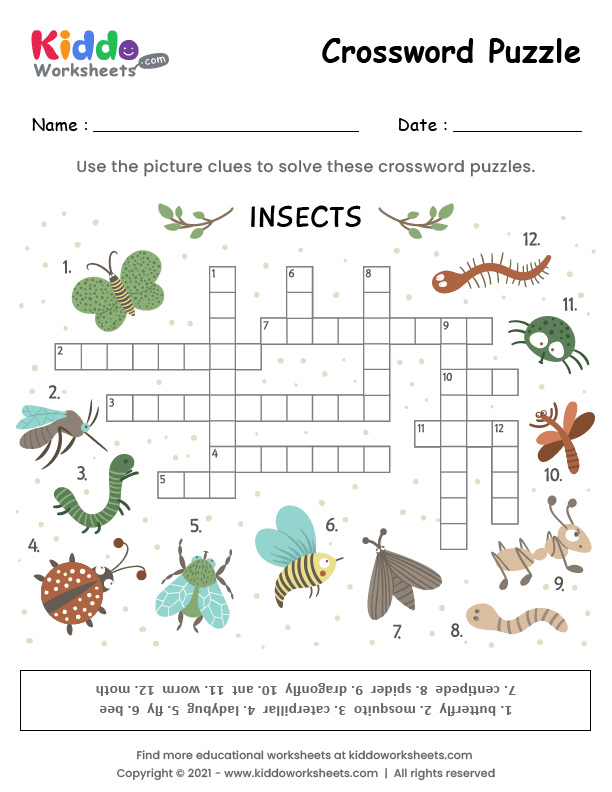 Kiddo
Worksheets .com
Crossword Puzzle
Name :
Date :
Use the picture clues to solve these crossword puzzles.
INSECTS
12.
1.
1
6
8
11.
7
9
2
10
2.
3
11
12
4
10.
3.
5
5.
6.
4.
9.
7.
8.
1. butterfly 2. mosquito 3. caterpillar 4. ladybug 5. fly 6. bee
7. centipede 8. spider 9. dragonfly 10. ant 11. worm 12. moth
Find more educational worksheets at kiddoworksheets.com
Copyright © 2021 - www.kiddoworksheets.com | All rights reserved